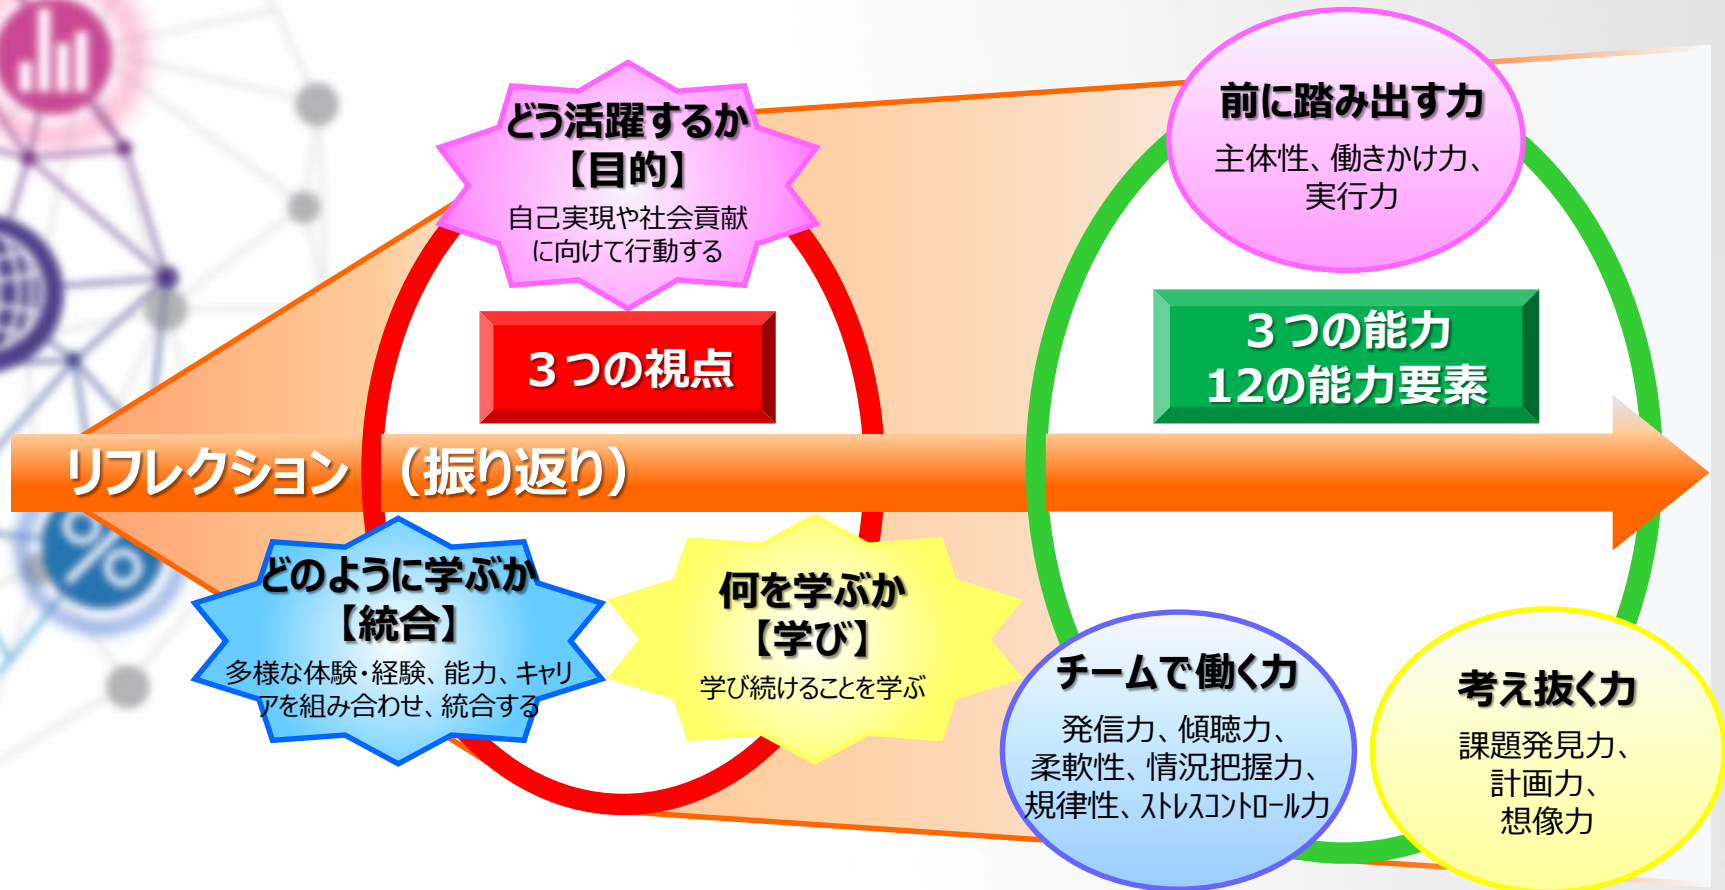 どう活躍するか
【目的】
自己実現や社会貢献
に向けて行動する
３つの視点
リフレクション （振り返り）
どのように学ぶか
【統合】
多様な体験・経験、能力、キャリ
アを組み合わせ、統合する
何を学ぶか
【学び】
学び続けることを学ぶ
前に踏み出す力
主体性、働きかけ力、
実行力
３つの能力
12の能力要素
チームで働く力
発信力、傾聴力、
柔軟性、情況把握力、
規律性、ｽﾄﾚｽｺﾝﾄﾛｰﾙ力
考え抜く力
課題発見力、
計画力、
想像力